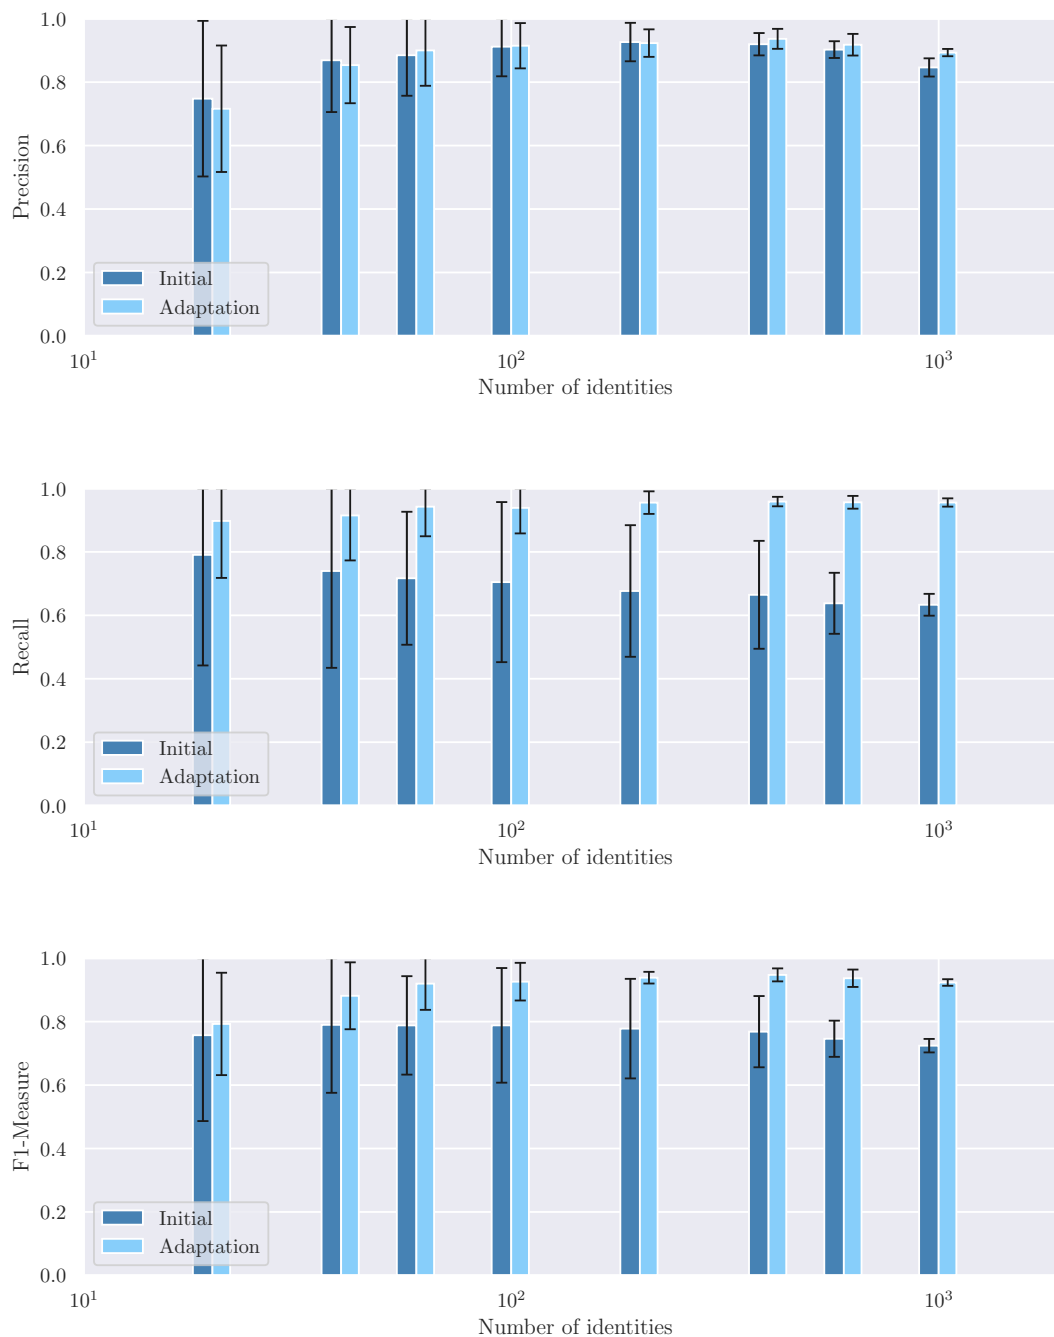 1.0
0.8
0.6
0.4
0.2
0.0
Precision
Initial
Adaptation
10¹ 10² 10³
Number of identities
1.0
0.8
0.6
0.4
0.2
0.0
Recall
Initial
Adaptation
10¹ 10² 10³
Number of identities
1.0
0.8
0.6
0.4
0.2
0.0
F1-Measure
Initial
Adaptation
10¹ 10² 10³
Number of identities